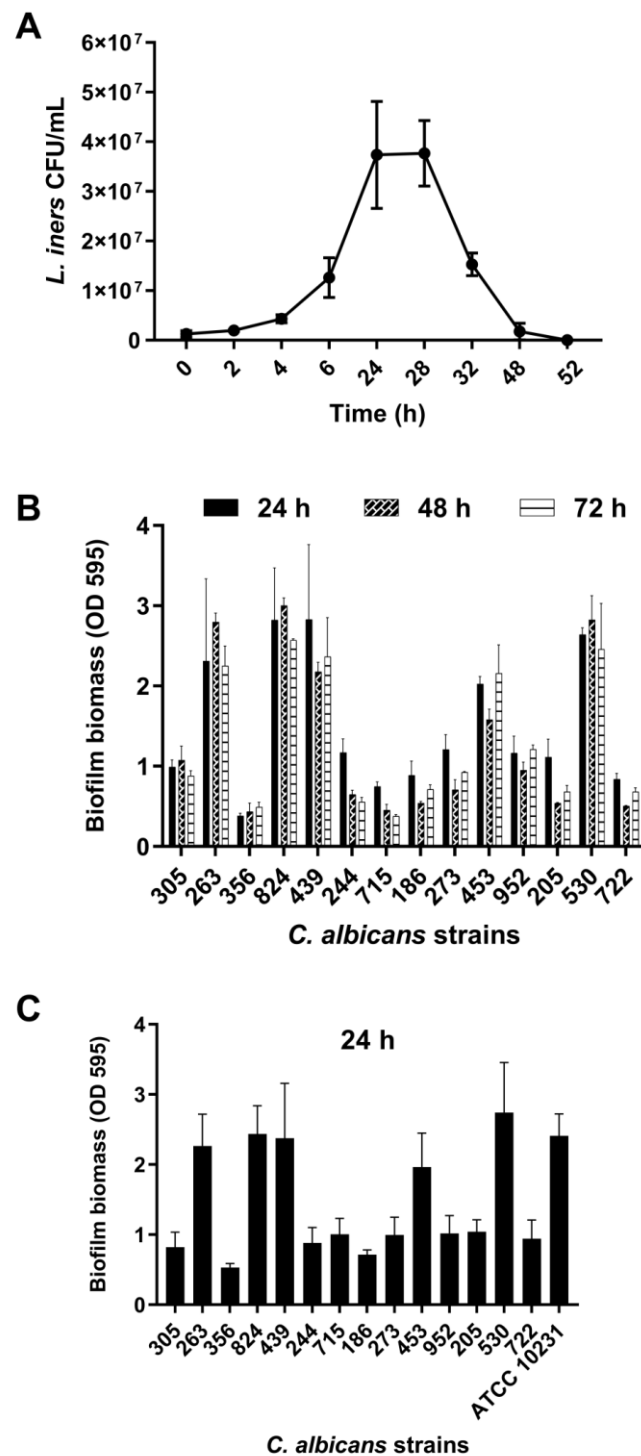 A
6×10⁷
5×10⁷
4×10⁷
3×10⁷
2×10⁷
1×10⁷
0
L. iners CFU/mL
0 2 4 6 24 28 32 48 52
Time (h)
B
24 h 48 h 72 h
4
3
2
1
0
Biofilm biomass (OD 595)
305 263 356 824 439 244 715 186 273 453 952 205 530 722
C. albicans strains
C
24 h
4
3
2
1
0
Biofilm biomass (OD 595)
305 263 356 824 439 244 715 186 273 453 952 205 530 722 ATCC 10231
C. albicans strains